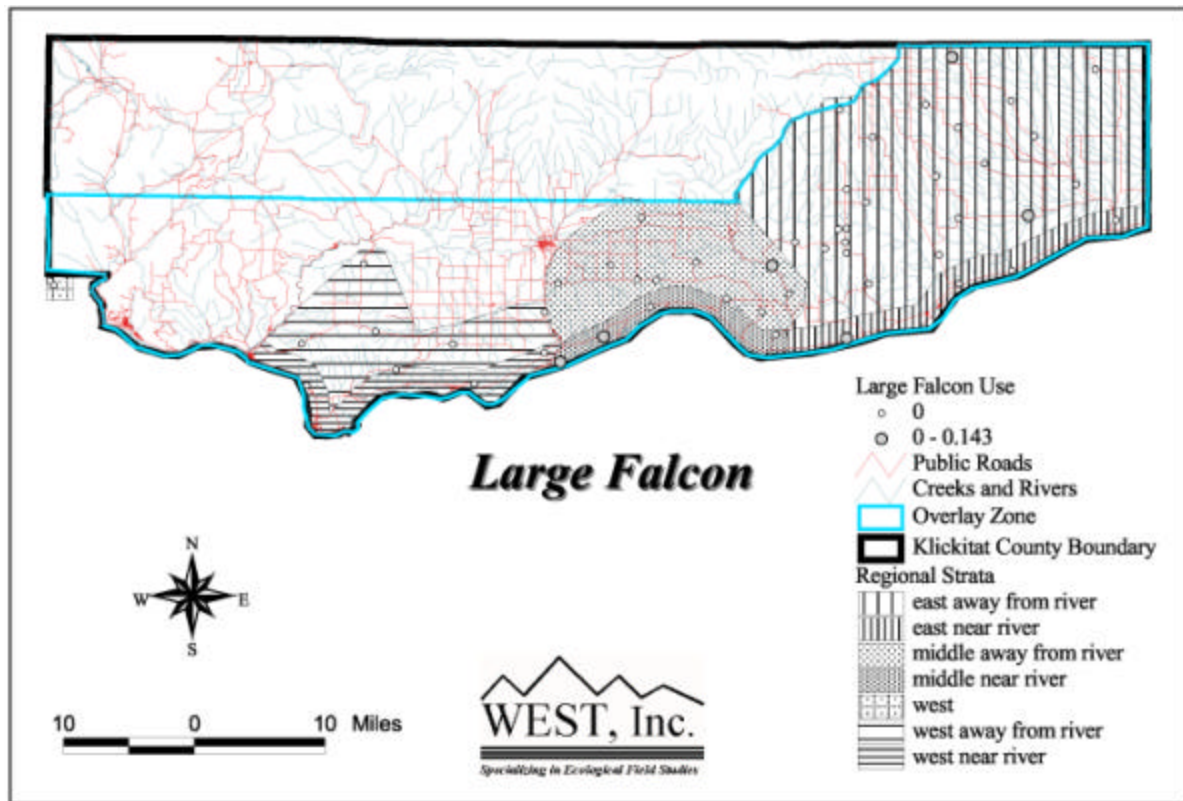 Large Falcon Use
0
0 - 0.143
Public Roads
Creeks and Rivers
Overlay Zone
Klickitat County Boundary
Regional Strata
east away from river
east near river
middle away from river
middle near river
west
west away from river
west near river
Large Falcon
N
W E
S
10 0 10 Miles
WEST, Inc.
Specializing in Ecological Field Studies